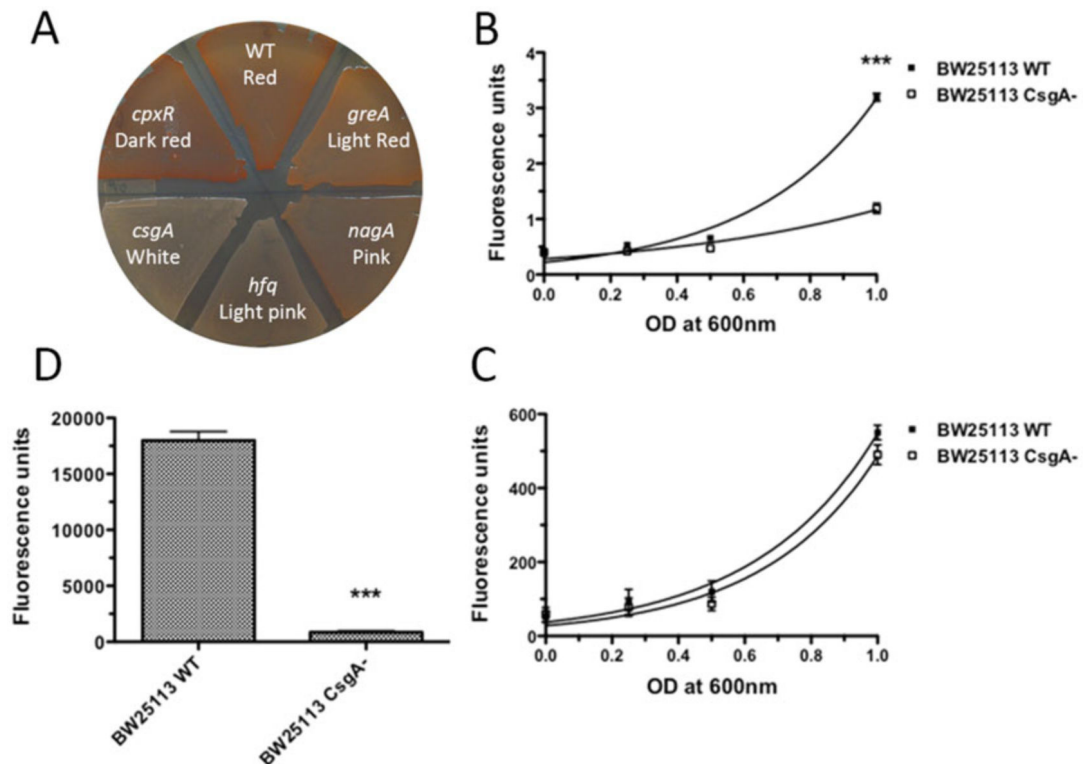 A
WT
Red
cpxR
Dark red
greA
Light Red
csgA
White
nagA
Pink
hfq
Light pink
B
Fluorescence units
4
3
2
1
0
0.0 0.2 0.4 0.6 0.8 1.0
OD at 600nm
***
BW25113 WT
BW25113 CsgA-
D
Fluorescence units
20000
15000
10000
5000
0
***
BW25113 WT
BW25113 CsgA-
C
Fluorescence units
600
400
200
0
0.0 0.2 0.4 0.6 0.8 1.0
OD at 600nm
BW25113 WT
BW25113 CsgA-